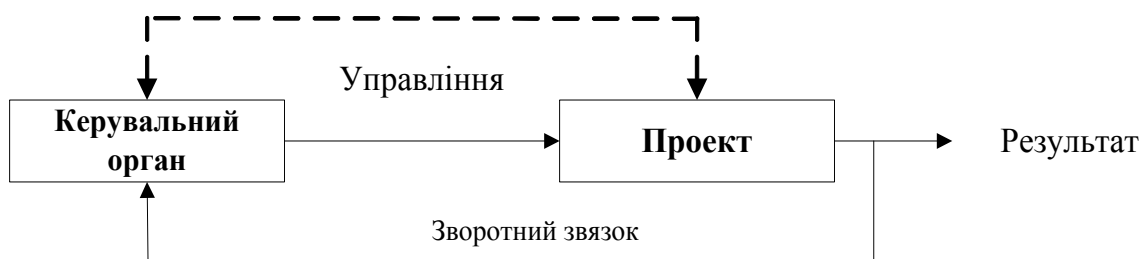 Управління
Керувальний
орган
Проект
Результат
Зворотний звязок